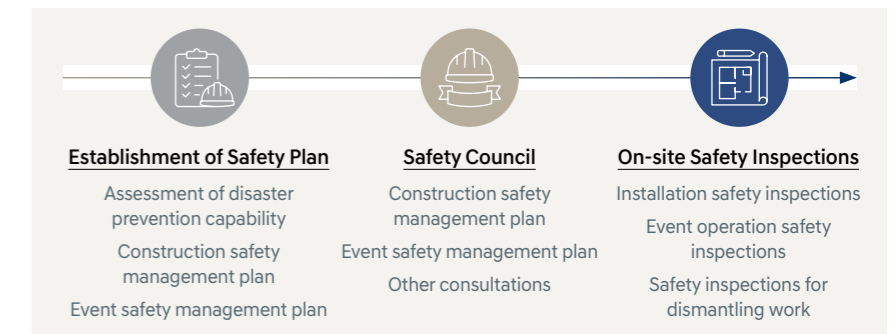 Establishment of Safety Plan
Assessment of disaster
prevention capability
Construction safety
management plan
Event safety management plan
Safety Council
Construction safety
management plan
Event safety management plan
Other consultations
On-site Safety Inspections
Installation safety inspections
Event operation safety
inspections
Safety inspections for
dismantling work